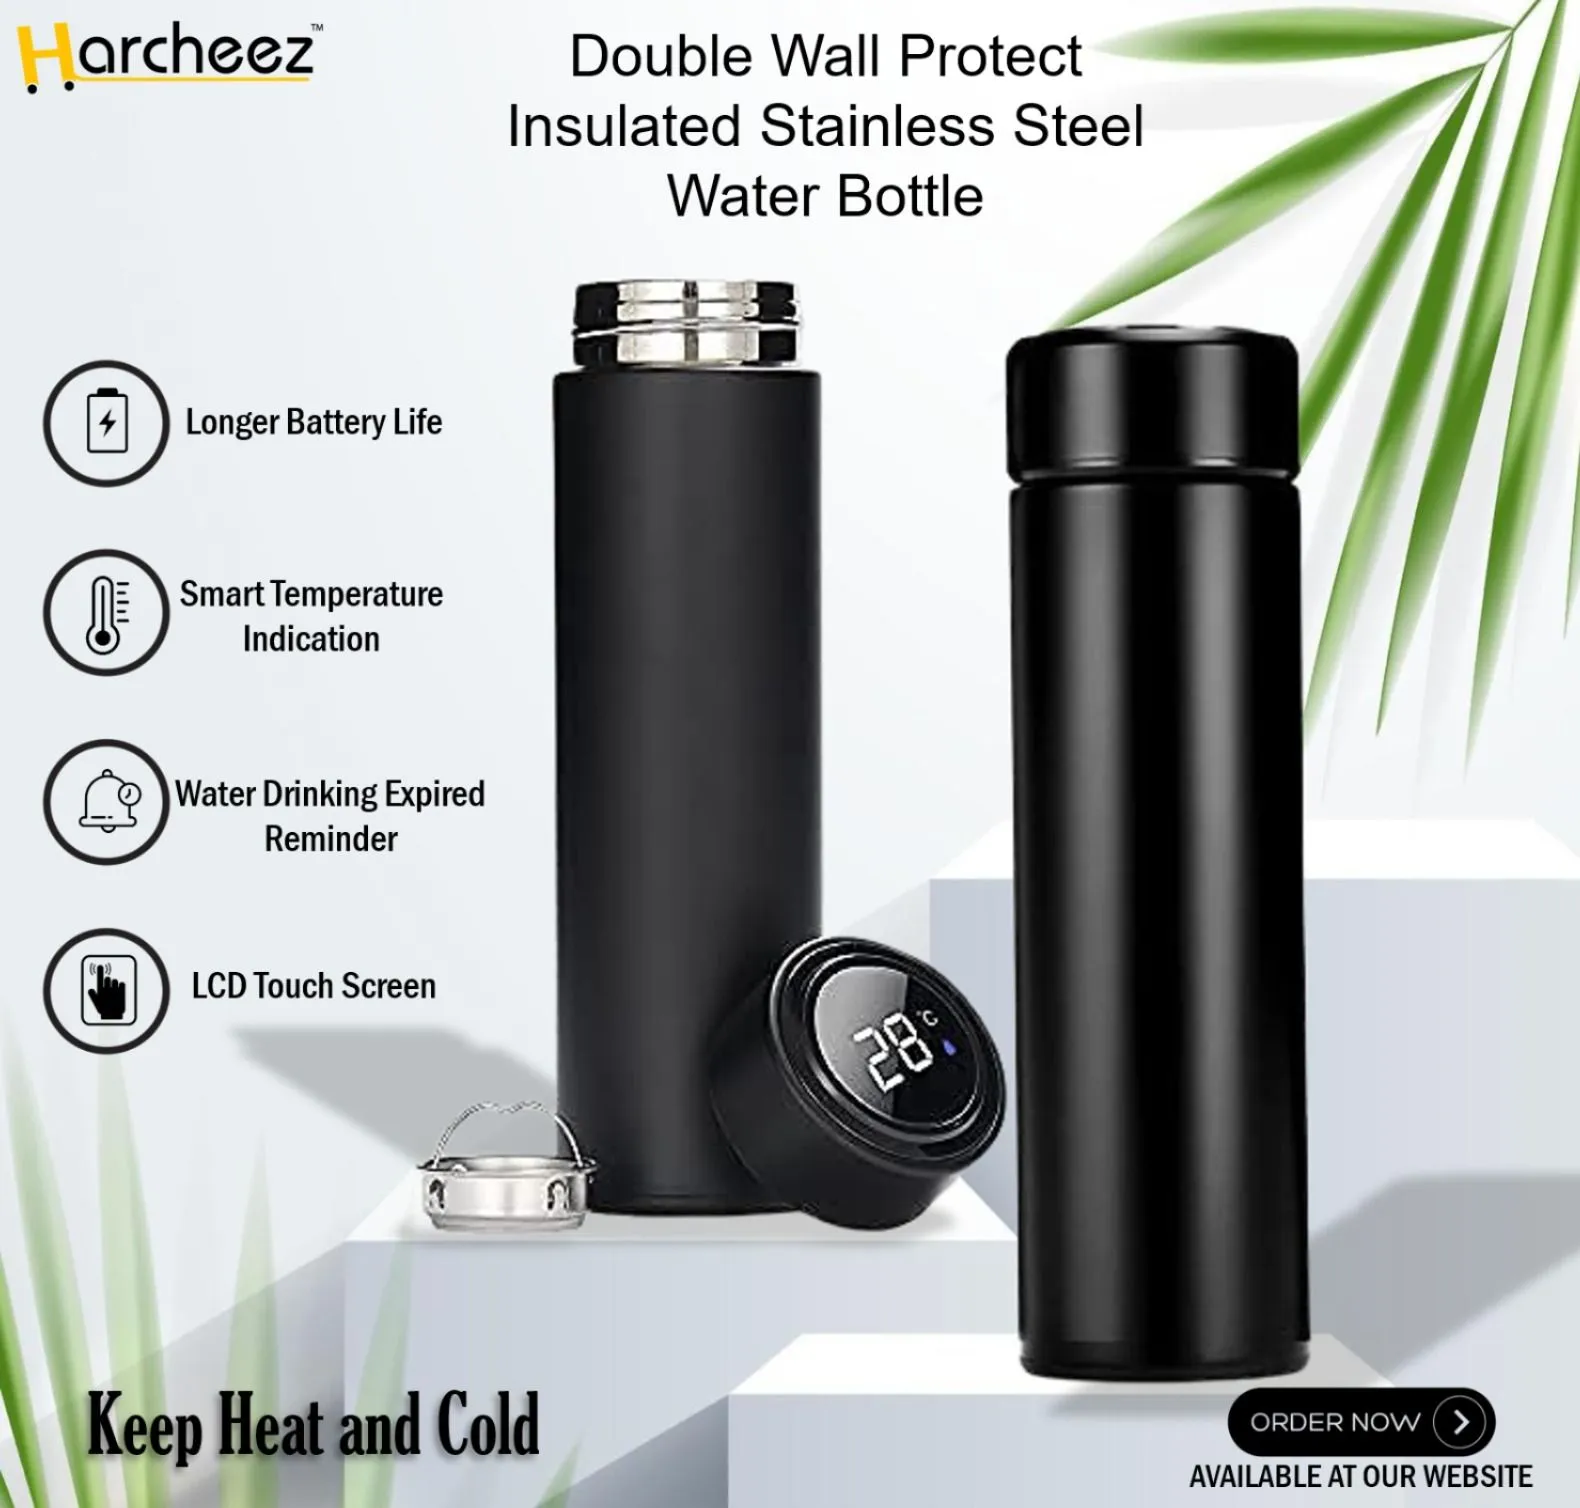 Harcheez™
Double Wall Protect
Insulated Stainless Steel
Water Bottle
Longer Battery Life
Smart Temperature
Indication
Water Drinking Expired
Reminder
LCD Touch Screen
28°C
Keep Heat and Cold
ORDER NOW
AVAILABLE AT OUR WEBSITE